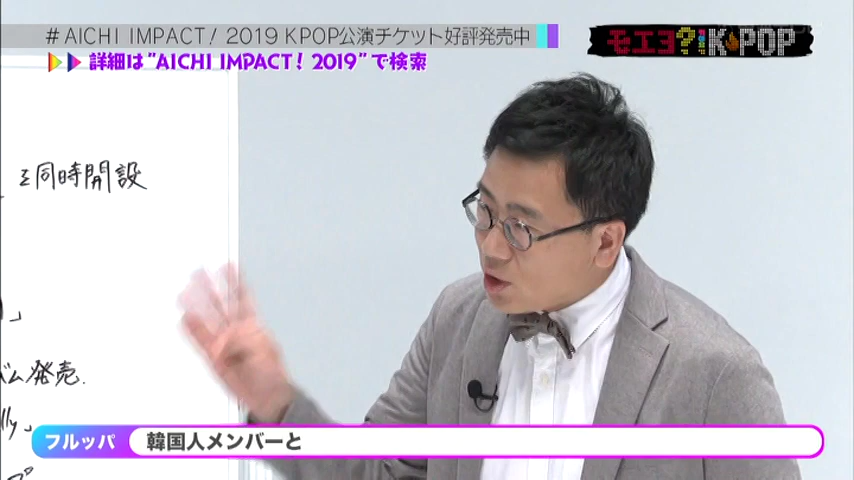 #AICHI IMPACT! 2019 KPOP公演チケット好評発売中
詳細は"AICHI IMPACT! 2019"で検索
モエヨ?!K POP
を同時開設
」
ム発売.
」
フルッパ 韓国人メンバーと